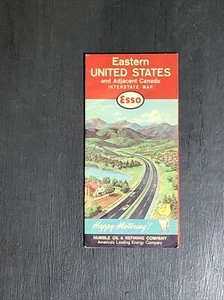 Eastern
UNITED STATES
and Adjacent Canada
(INTERSTATE MAP)
Esso
Happy Motoring!
HUMBLE OIL & REFINING COMPANY
America's Leading Energy Company